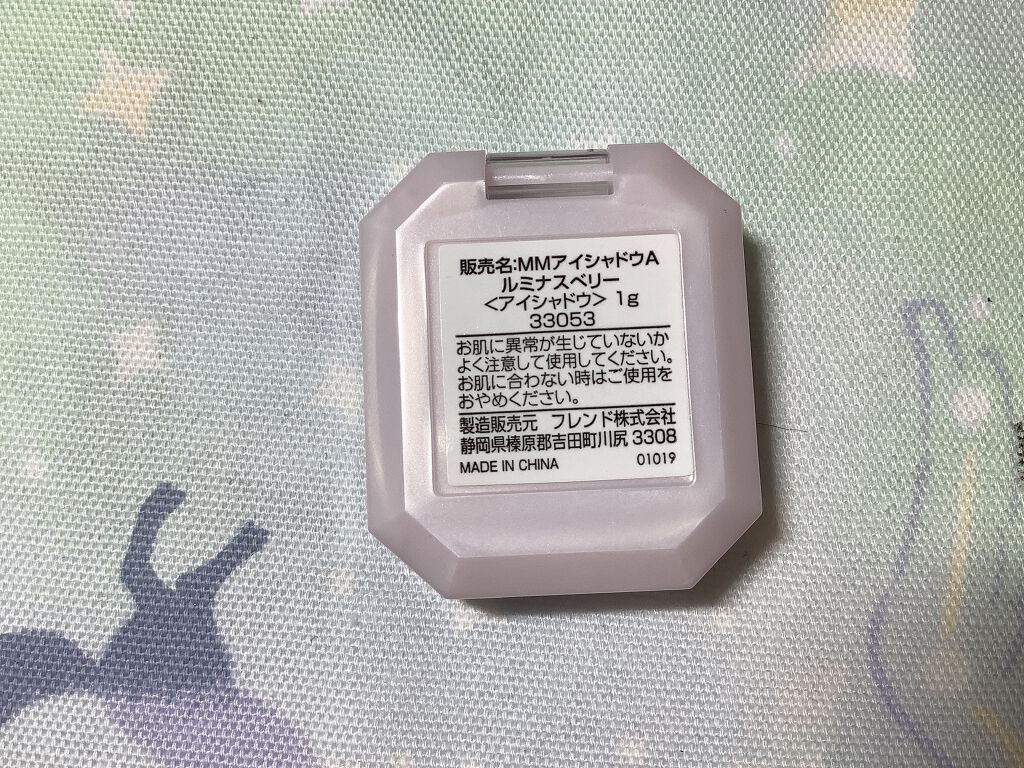 販売名:MMアイシャドウA
ルミナスベリー
<アイシャドウ> 1g
33053
お肌に異常が生じていないか
よく注意して使用してください。
お肌に合わない時はご使用を
おやめください。
製造販売元 フレンド株式会社
静岡県榛原郡吉田町川尻 3308
MADE IN CHINA 01019